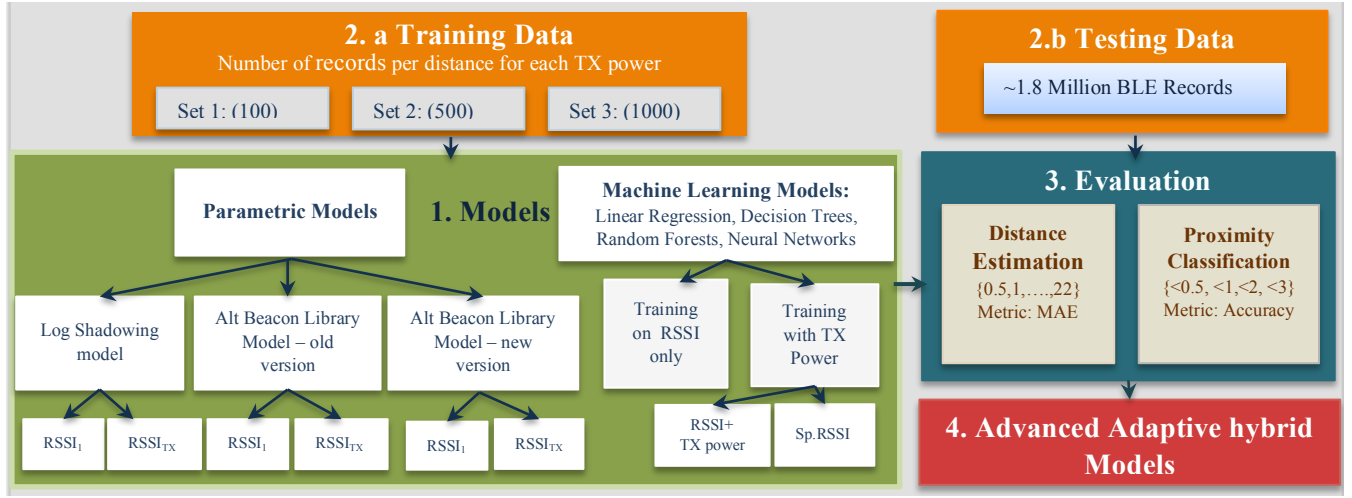 2. a Training Data
Number of records per distance for each TX power
Set 1: (100)
Set 2: (500)
Set 3: (1000)
2.b Testing Data
~1.8 Million BLE Records
1. Models
Parametric Models
Machine Learning Models:
Linear Regression, Decision Trees,
Random Forests, Neural Networks
Log Shadowing
model
Alt Beacon Library
Model – old
version
Alt Beacon Library
Model – new
version
Training
on RSSI
only
Training
with TX
Power
RSSI₁
RSSI_TX
RSSI₁
RSSI_TX
RSSI₁
RSSI_TX
RSSI+
TX power
Sp.RSSI
3. Evaluation
Distance
Estimation
{0.5,1,….,22}
Metric: MAE
Proximity
Classification
{<0.5, <1,<2, <3}
Metric: Accuracy
4. Advanced Adaptive hybrid
Models